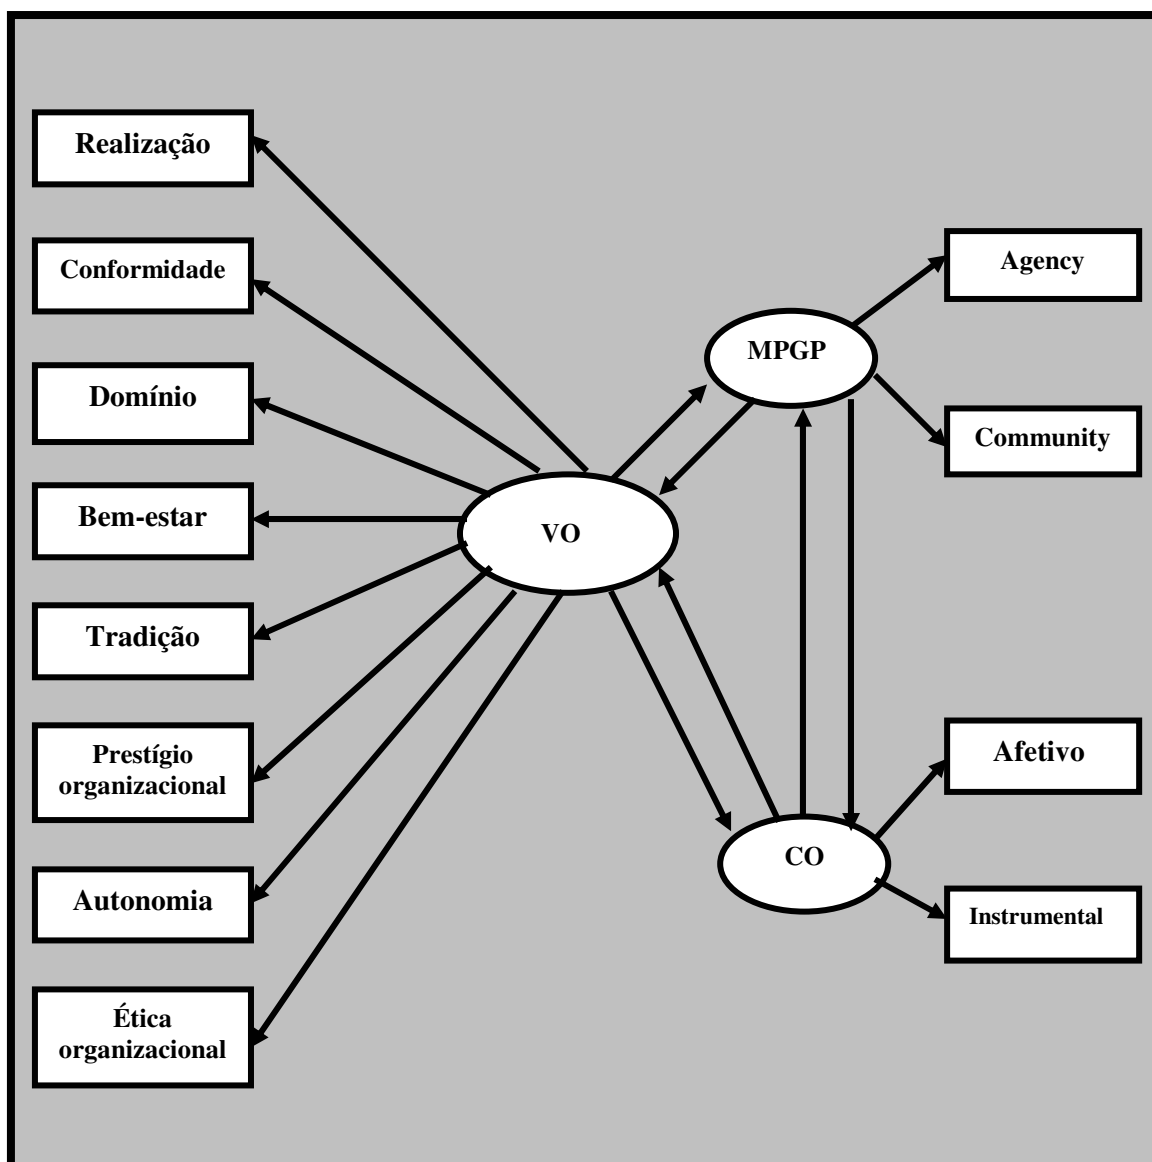 Realização
Conformidade
Domínio
Bem-estar
Tradição
Prestígio
organizacional
Autonomia
Ética
organizacional
VO
MPGP
CO
Agency
Community
Afetivo
Instrumental